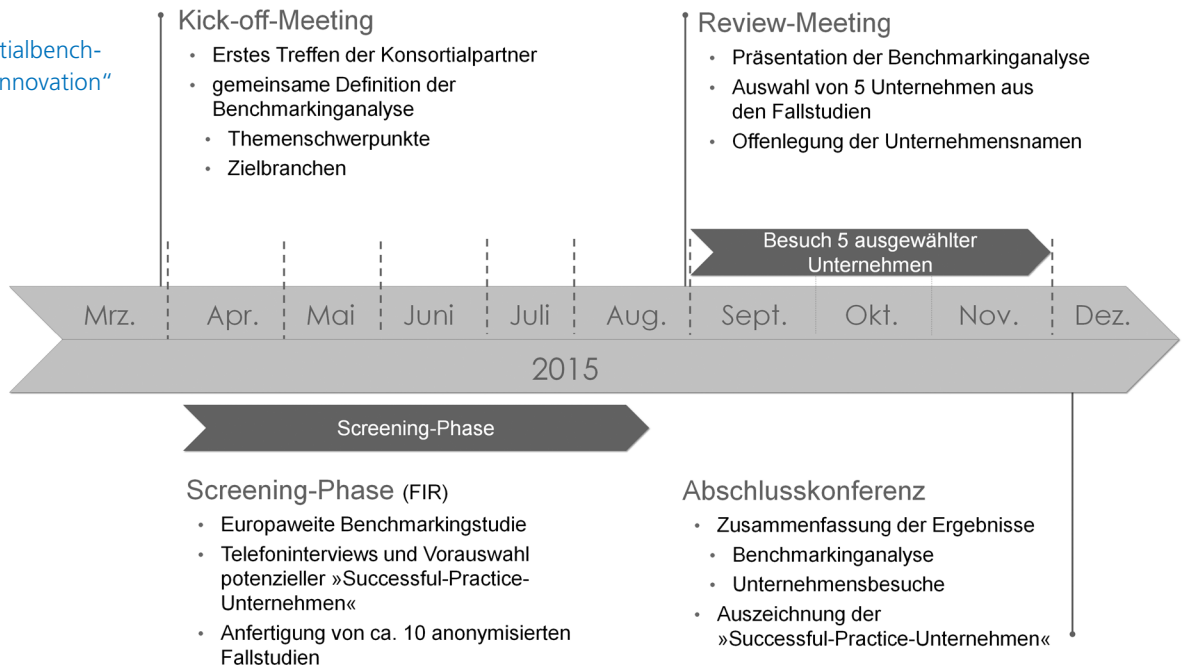 tialbench-
nnovation“
Kick-off-Meeting
• Erstes Treffen der Konsortialpartner
• gemeinsame Definition der
Benchmarkinganalyse
• Themenschwerpunkte
• Zielbranchen
Review-Meeting
• Präsentation der Benchmarkinganalyse
• Auswahl von 5 Unternehmen aus
den Fallstudien
• Offenlegung der Unternehmensnamen
Besuch 5 ausgewählter
Unternehmen
Mrz. Apr. Mai Juni Juli Aug. Sept. Okt. Nov. Dez.
2015
Screening-Phase
Screening-Phase (FIR)
• Europaweite Benchmarkingstudie
• Telefoninterviews und Vorauswahl
potenzieller »Successful-Practice-
Unternehmen«
• Anfertigung von ca. 10 anonymisierten
Fallstudien
Abschlusskonferenz
• Zusammenfassung der Ergebnisse
• Benchmarkinganalyse
• Unternehmensbesuche
• Auszeichnung der
»Successful-Practice-Unternehmen«